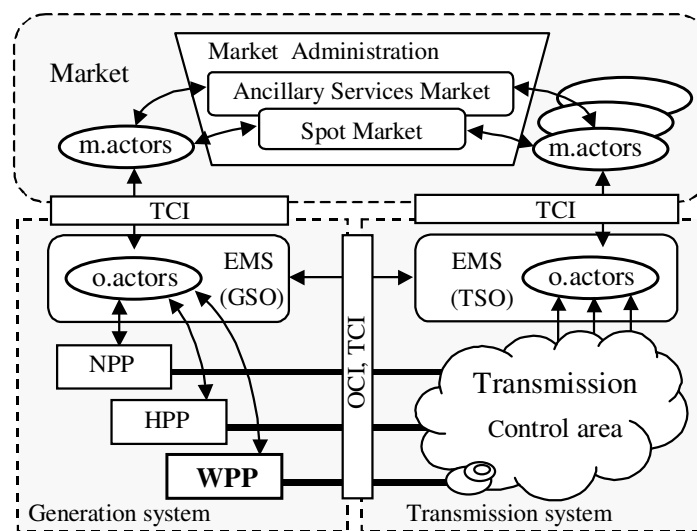 Market Administration
Market
Ancillary Services Market
Spot Market
m.actors
m.actors
TCI
TCI
EMS
(GSO)
o.actors
EMS
(TSO)
o.actors
OCI, TCI
NPP
HPP
WPP
Transmission
Control area
Generation system
Transmission system